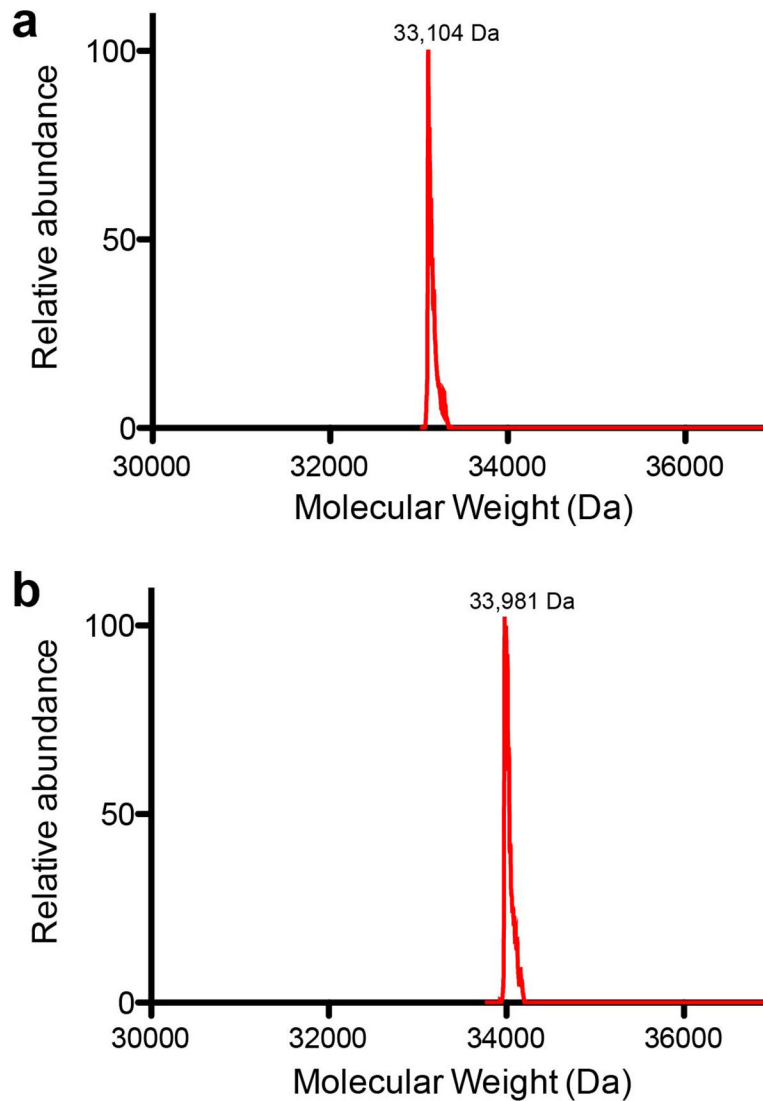 a
33,104 Da
100
50
0
Relative abundance
30000 32000 34000 36000
Molecular Weight (Da)
b
33,981 Da
100
50
0
Relative abundance
30000 32000 34000 36000
Molecular Weight (Da)